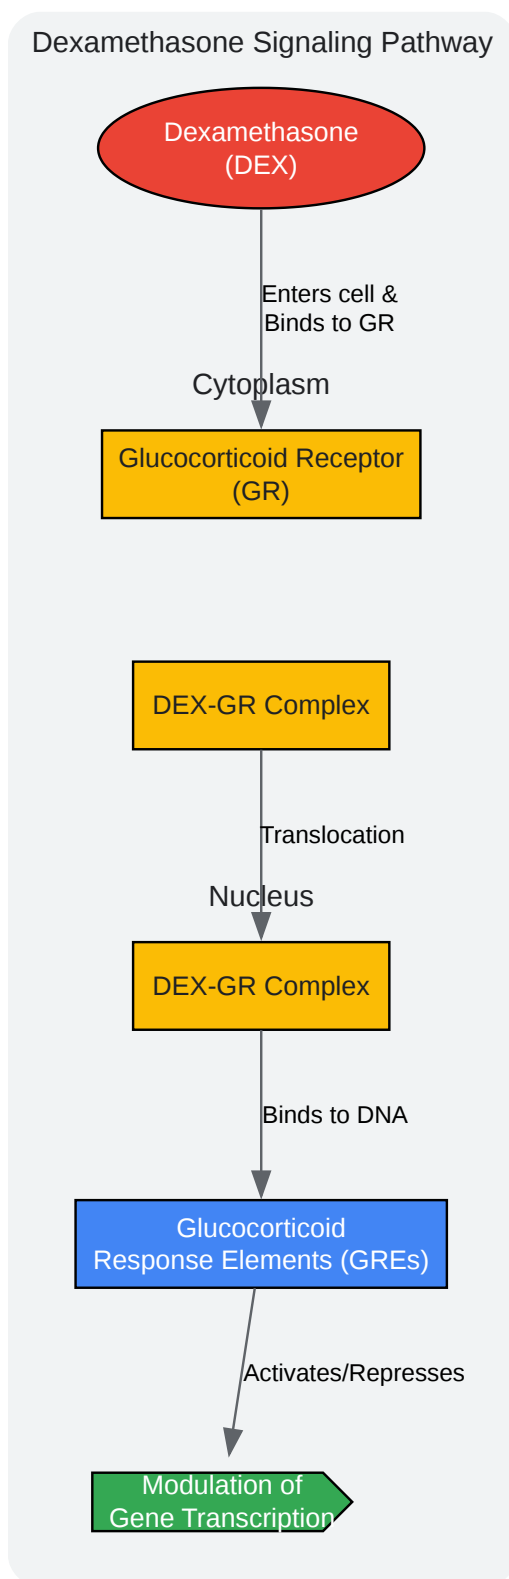 Dexamethasone Signaling Pathway
Dexamethasone
(DEX)
Enters cell &
Binds to GR
Cytoplasm
Glucocorticoid Receptor
(GR)
DEX-GR Complex
Translocation
Nucleus
DEX-GR Complex
Binds to DNA
Glucocorticoid
Response Elements (GREs)
Activates/Represses
Modulation of
Gene Transcription